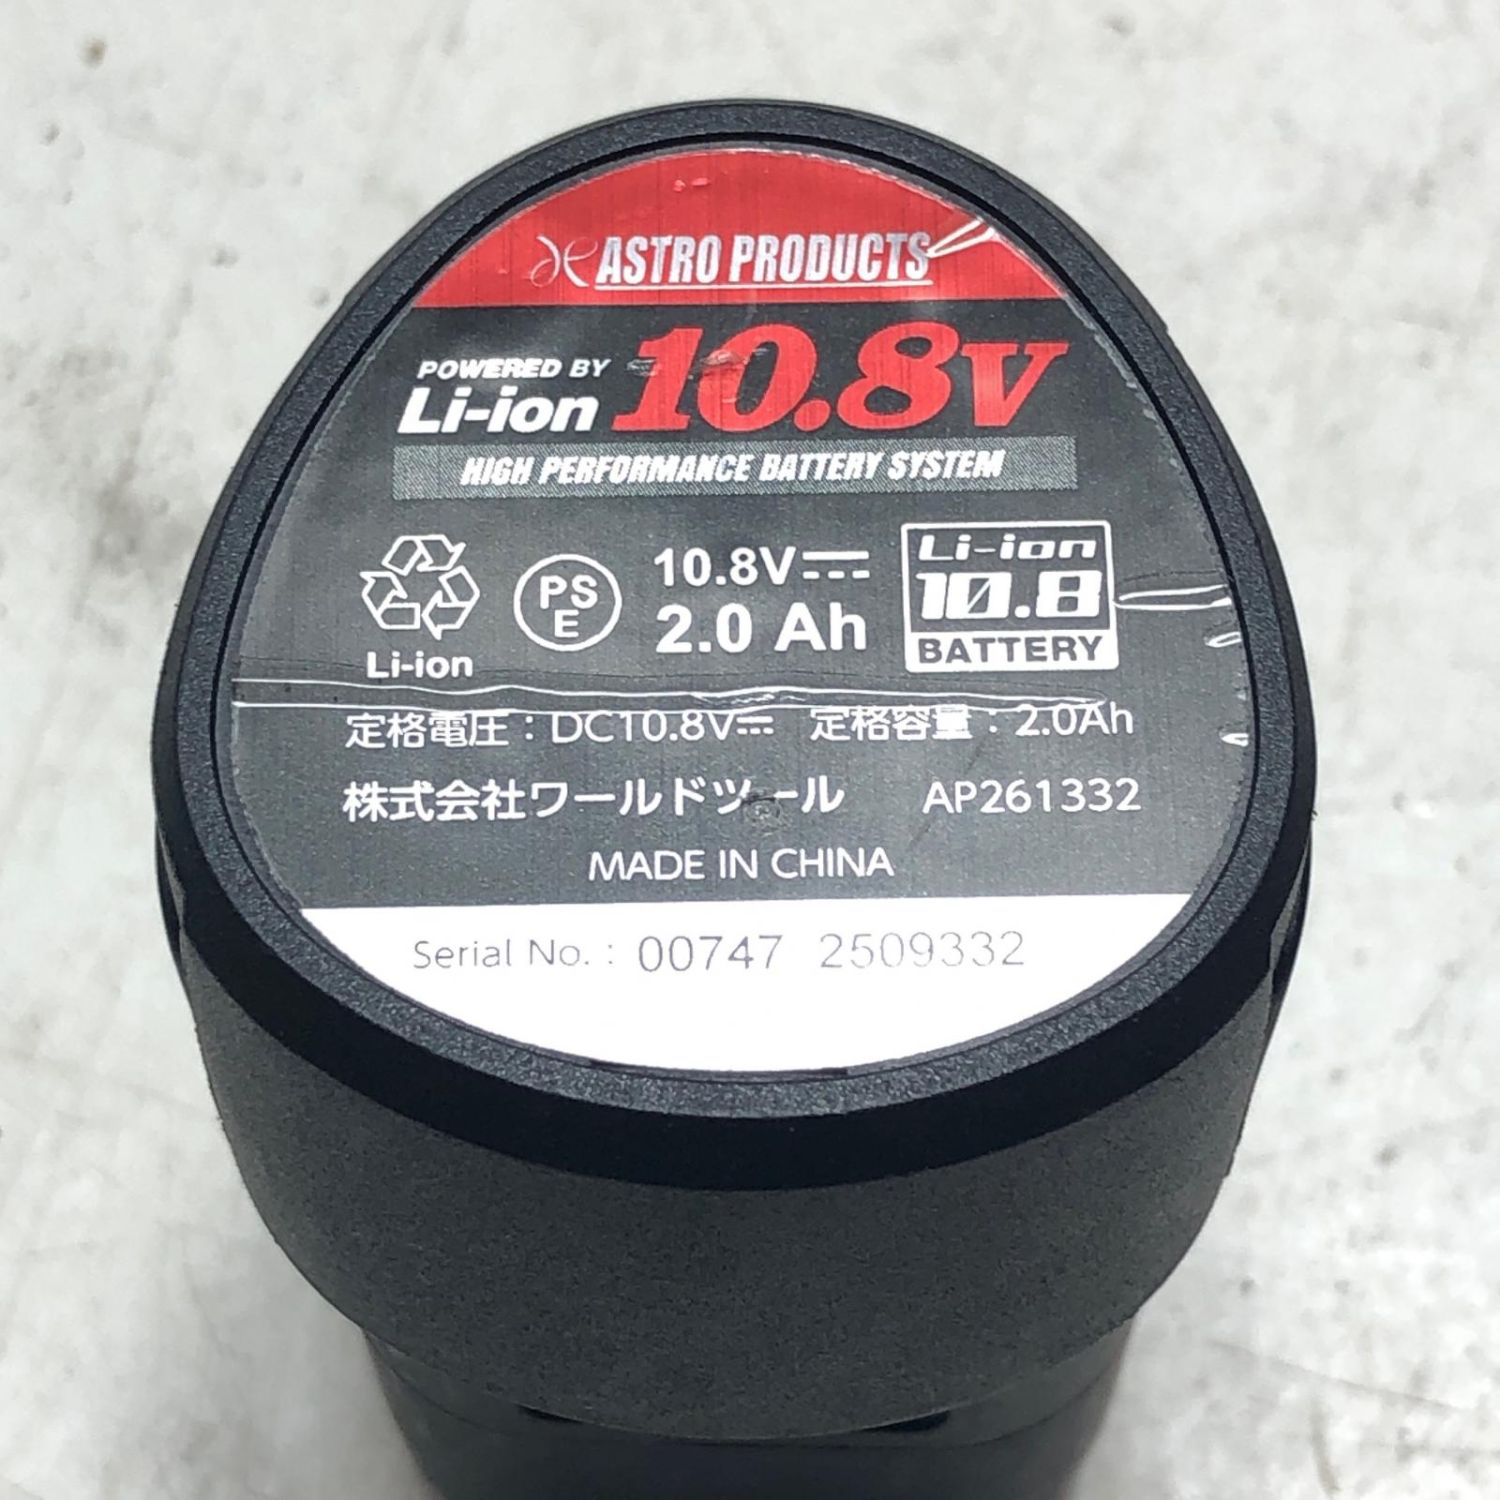 ASTRO PRODUCTS
POWERED BY
Li-ion 10.8V
HIGH PERFORMANCE BATTERY SYSTEM
Li-ion
PS
E
10.8V
2.0 Ah
Li-ion
10.8
BATTERY
定格電圧：DC10.8V 定格容量：2.0Ah
株式会社ワールドツール AP261332
MADE IN CHINA
Serial No.: 00747 2509332